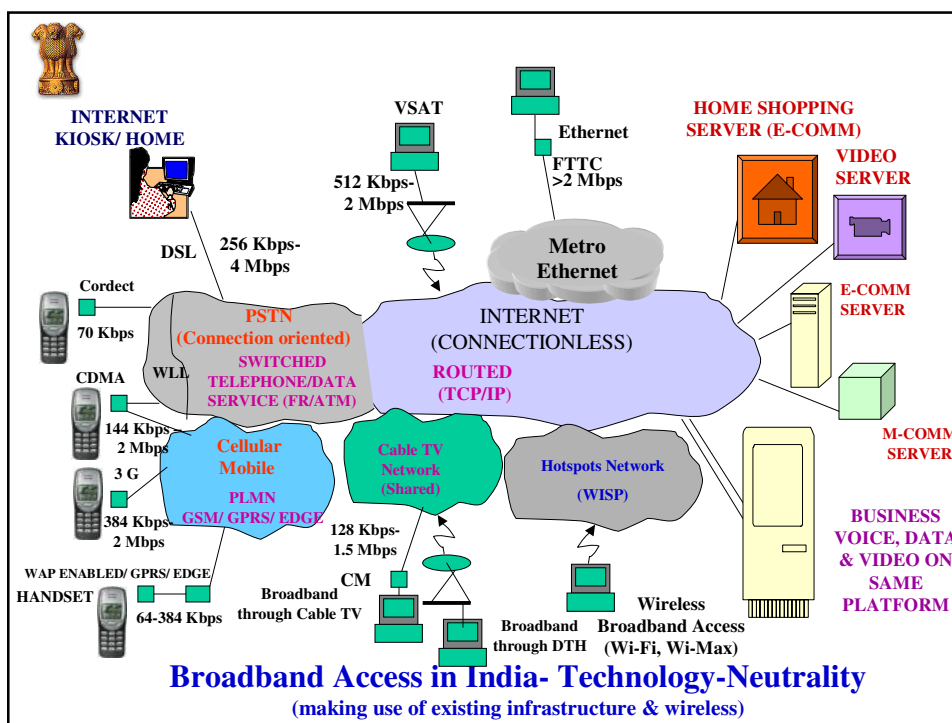 INTERNET
KIOSK/ HOME
VSAT
Ethernet
FTTC
>2 Mbps
HOME SHOPPING
SERVER (E-COMM)
VIDEO
SERVER
512 Kbps-
2 Mbps
DSL
256 Kbps-
4 Mbps
Metro
Ethernet
Cordect
70 Kbps
PSTN
(Connection oriented)
SWITCHED
TELEPHONE/DATA
SERVICE (FR/ATM)
WLL
INTERNET
(CONNECTIONLESS)
ROUTED
(TCP/IP)
E-COMM
SERVER
CDMA
144 Kbps –
2 Mbps
M-COMM
SERVER
3 G
384 Kbps-
2 Mbps
Cellular
Mobile
PLMN
GSM/ GPRS/ EDGE
Cable TV
Network
(Shared)
Hotspots Network
(WISP)
128 Kbps-
1.5 Mbps
CM
Broadband
through Cable TV
Broadband
through DTH
Wireless
Broadband Access
(Wi-Fi, Wi-Max)
BUSINESS
VOICE, DATA
& VIDEO ON
SAME
PLATFORM
WAP ENABLED/ GPRS/ EDGE
HANDSET
64-384 Kbps
Broadband Access in India- Technology-Neutrality
(making use of existing infrastructure & wireless)